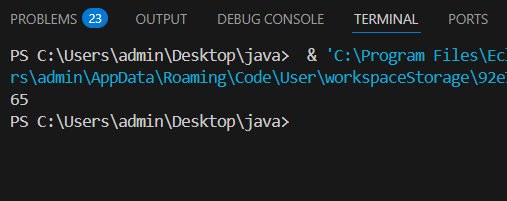 PROBLEMS 23 OUTPUT DEBUG CONSOLE TERMINAL PORTS
PS C:\Users\admin\Desktop\java>  & 'C:\Program Files\Ecl
rs\admin\AppData\Roaming\Code\User\workspaceStorage\92e
65
PS C:\Users\admin\Desktop\java>